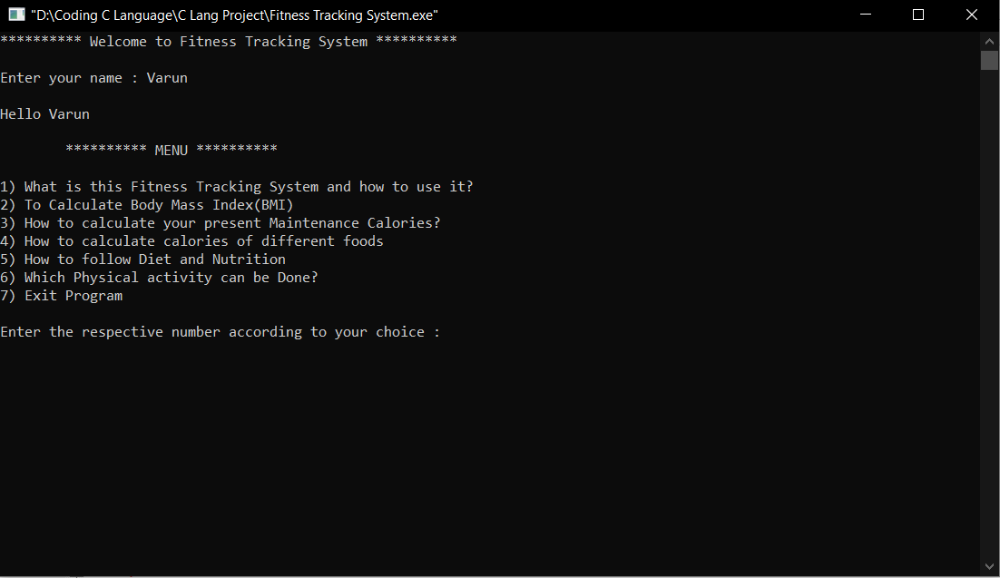 "D:\Coding C Language\C Lang Project\Fitness Tracking System.exe"
********** Welcome to Fitness Tracking System **********
Enter your name : Varun
Hello Varun
********** MENU **********
1) What is this Fitness Tracking System and how to use it?
2) To Calculate Body Mass Index(BMI)
3) How to calculate your present Maintenance Calories?
4) How to calculate calories of different foods
5) How to follow Diet and Nutrition
6) Which Physical activity can be Done?
7) Exit Program
Enter the respective number according to your choice :